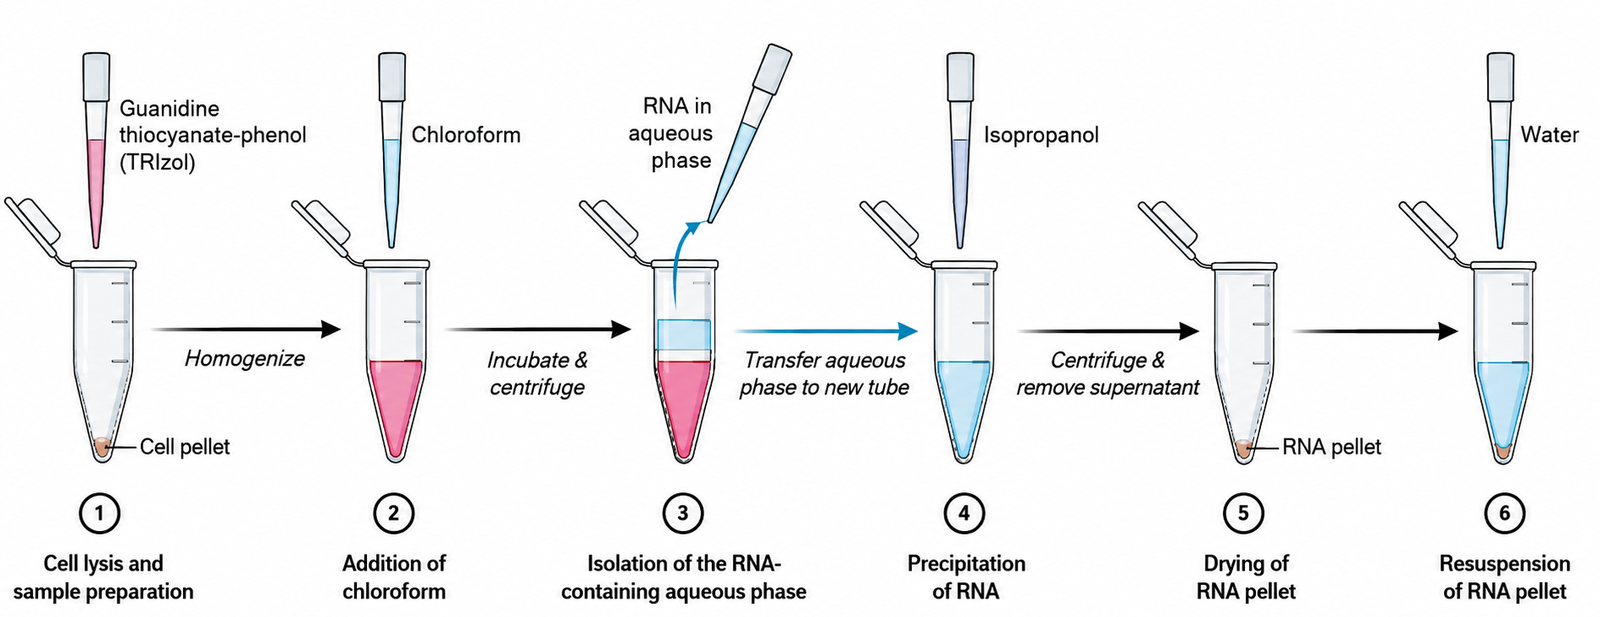 Guanidine
thiocyanate-phenol
(TRIzol)
Chloroform
RNA in
aqueous
phase
Isopropanol
Water
Homogenize
Incubate &
centrifuge
Transfer aqueous
phase to new tube
Centrifuge &
remove supernatant
Cell pellet
RNA pellet
1
Cell lysis and
sample preparation
2
Addition of
chloroform
3
Isolation of the RNA-
containing aqueous phase
4
Precipitation
of RNA
5
Drying of
RNA pellet
6
Resuspension
of RNA pellet